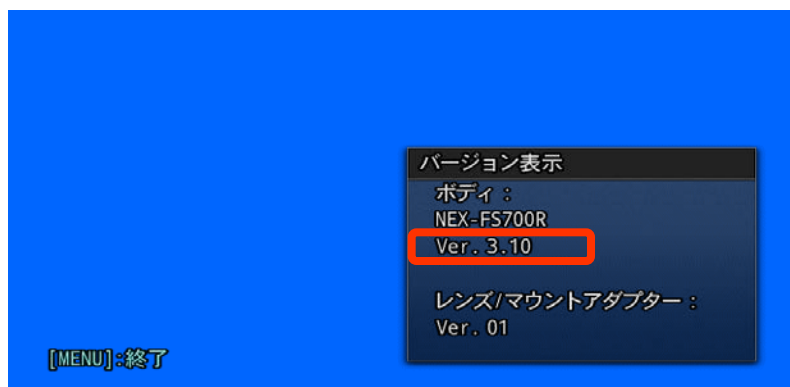 バージョン表示
ボディ：
NEX-FS700R
Ver. 3.10
レンズ/マウントアダプター：
Ver. 01
[MENU]:終了